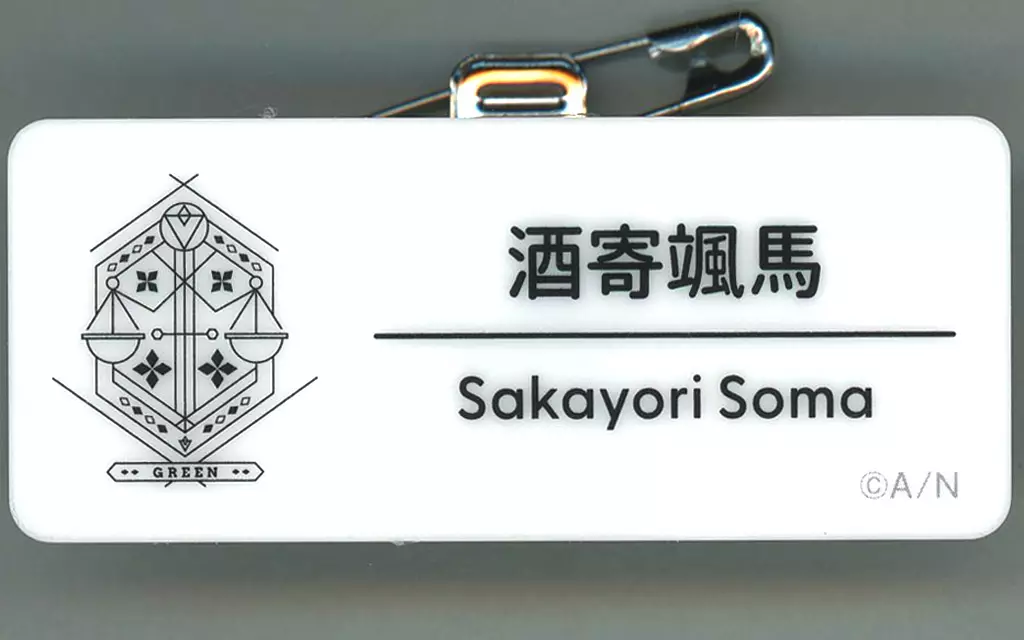 酒寄颯馬
Sakayori Soma
GREEN
©A/N